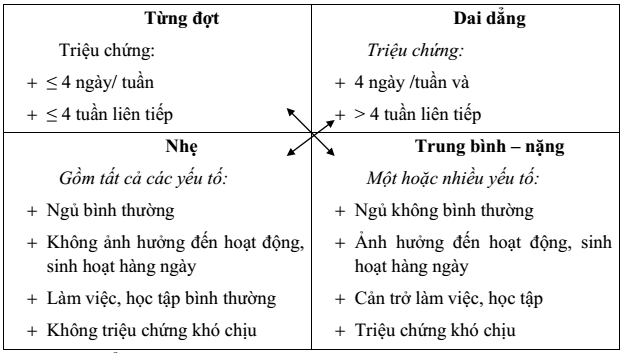 Từng đợt
Triệu chứng:
+ ≤ 4 ngày/ tuần
+ ≤ 4 tuần liên tiếp
Dai dẳng
Triệu chứng:
+ 4 ngày /tuần và
+ > 4 tuần liên tiếp
Nhẹ
Gồm tất cả các yếu tố:
+ Ngủ bình thường
+ Không ảnh hưởng đến hoạt động,
sinh hoạt hàng ngày
+ Làm việc, học tập bình thường
+ Không triệu chứng khó chịu
Trung bình – nặng
Một hoặc nhiều yếu tố:
+ Ngủ không bình thường
+ Ảnh hưởng đến hoạt động, sinh
hoạt hàng ngày
+ Cản trở làm việc, học tập
+ Triệu chứng khó chịu